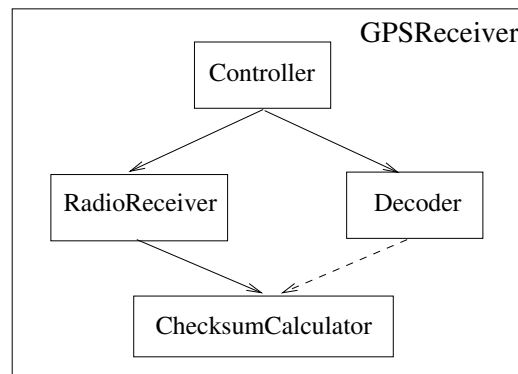 GPSReceiver
Controller
RadioReceiver
Decoder
ChecksumCalculator